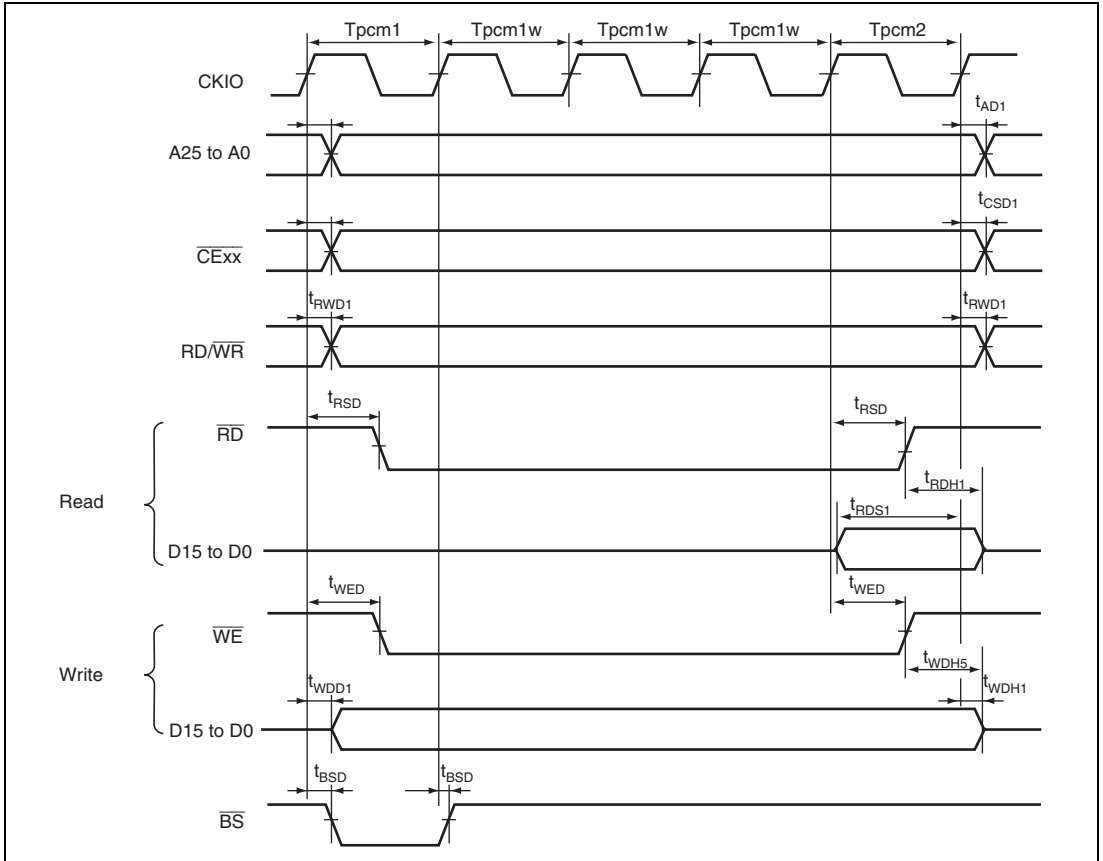 Tpcm1 Tpcm1w Tpcm1w Tpcm1w Tpcm2
CKIO
tAD1
A25 to A0
tCSD1
CExx
tRWD1 tRWD1
RD/WR
tRSD tRSD
RD
tRDH1
Read
tRDS1
D15 to D0
tWED tWED
WE
tWDH5
Write
tWDD1 tWDH1
D15 to D0
tBSD tBSD
BS